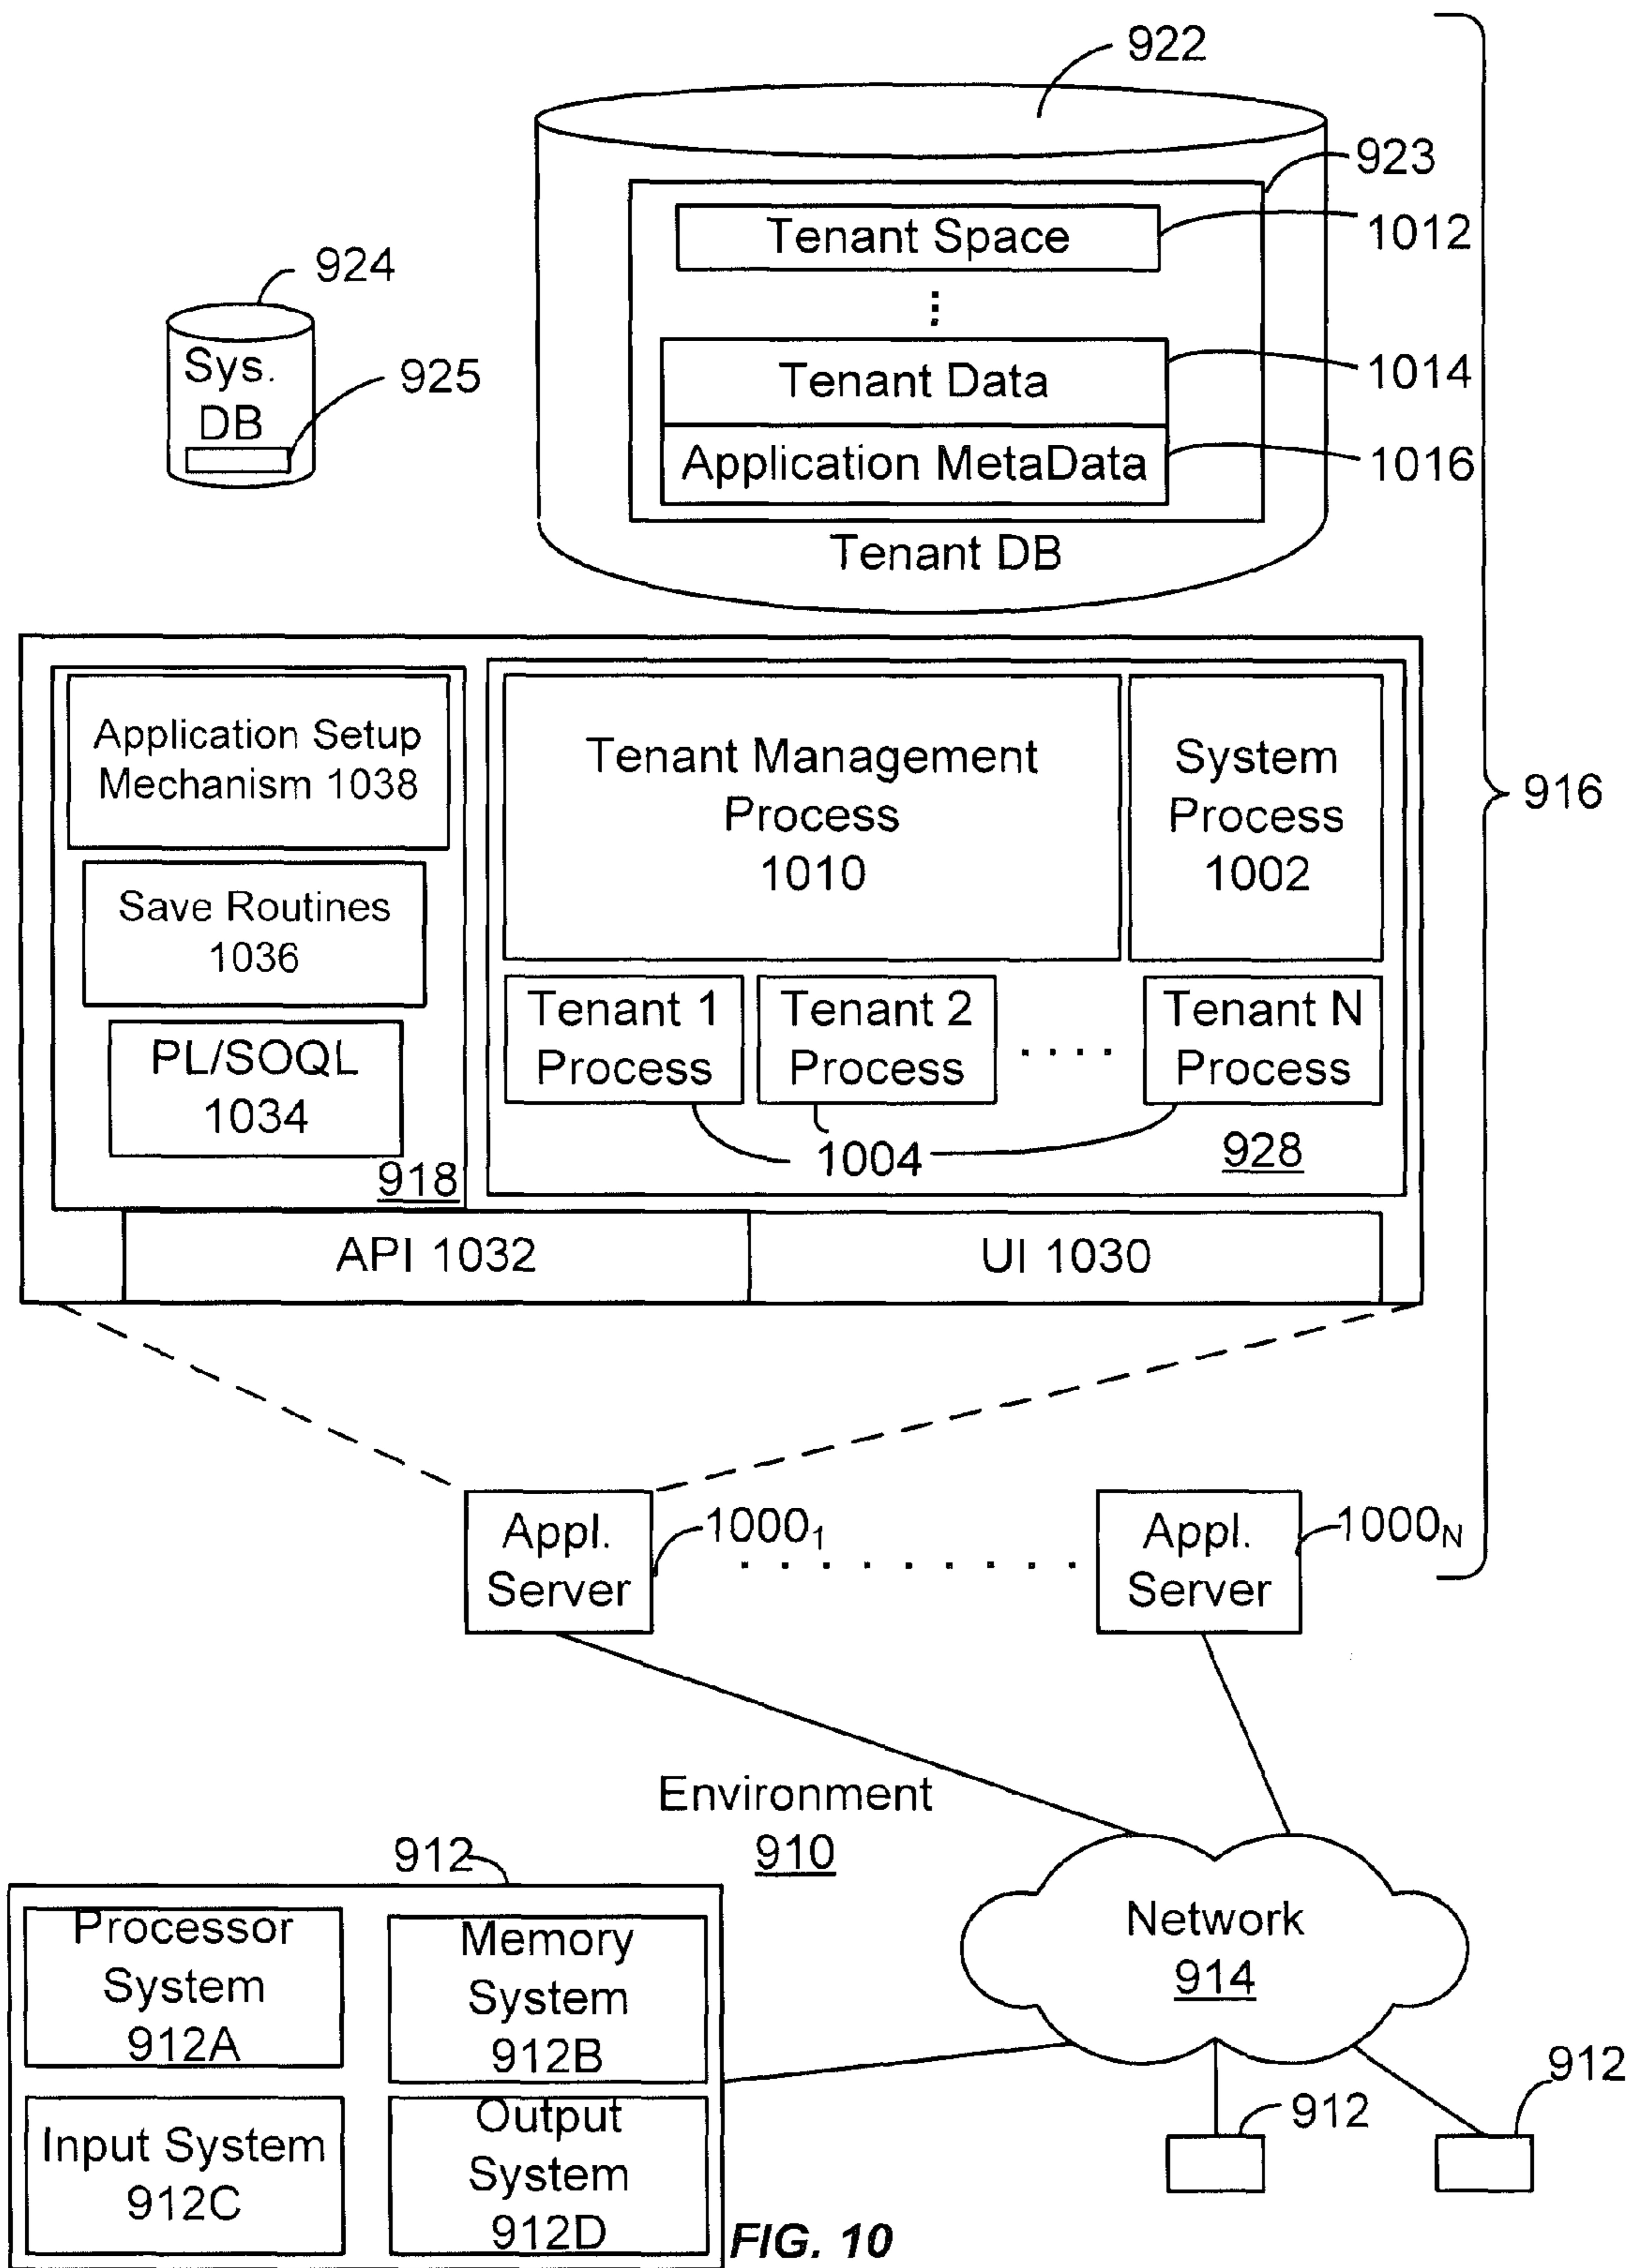 922
923
Tenant Space
1012
924
Sys.
DB
925
Tenant Data
1014
Application MetaData
1016
Tenant DB
Application Setup
Mechanism 1038
Tenant Management
Process
1010
System
Process
1002
916
Save Routines
1036
Tenant 1
Process
Tenant 2
Process
. . . .
Tenant N
Process
PL/SOQL
1034
1004
928
918
API 1032
UI 1030
Appl.
Server
1000₁
. . . . . . . . .
Appl.
Server
1000N
Environment
910
912
Processor
System
912A
Memory
System
912B
Network
914
Input System
912C
Output
System
912D
912
912
FIG. 10